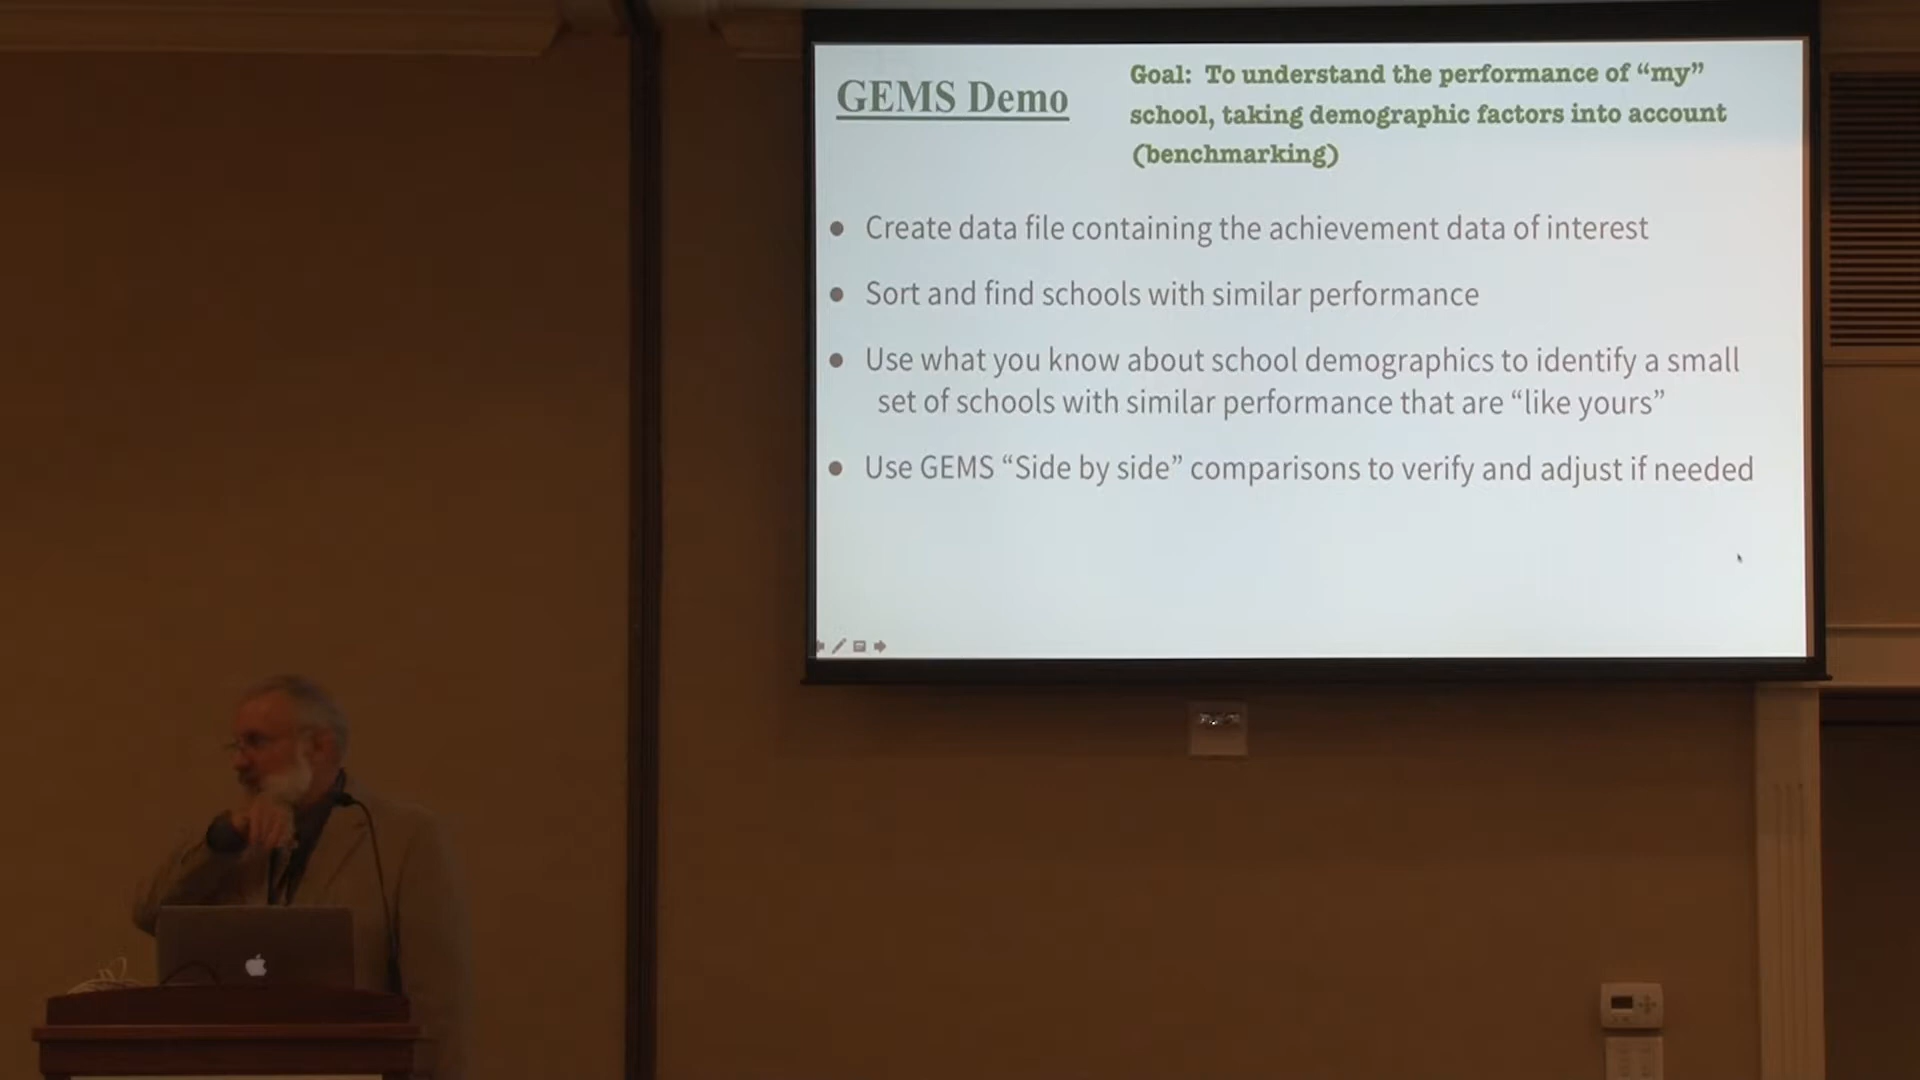 GEMS Demo
Goal: To understand the performance of “my”
school, taking demographic factors into account
(benchmarking)
● Create data file containing the achievement data of interest
● Sort and find schools with similar performance
● Use what you know about school demographics to identify a small
set of schools with similar performance that are “like yours”
● Use GEMS “Side by side” comparisons to verify and adjust if needed